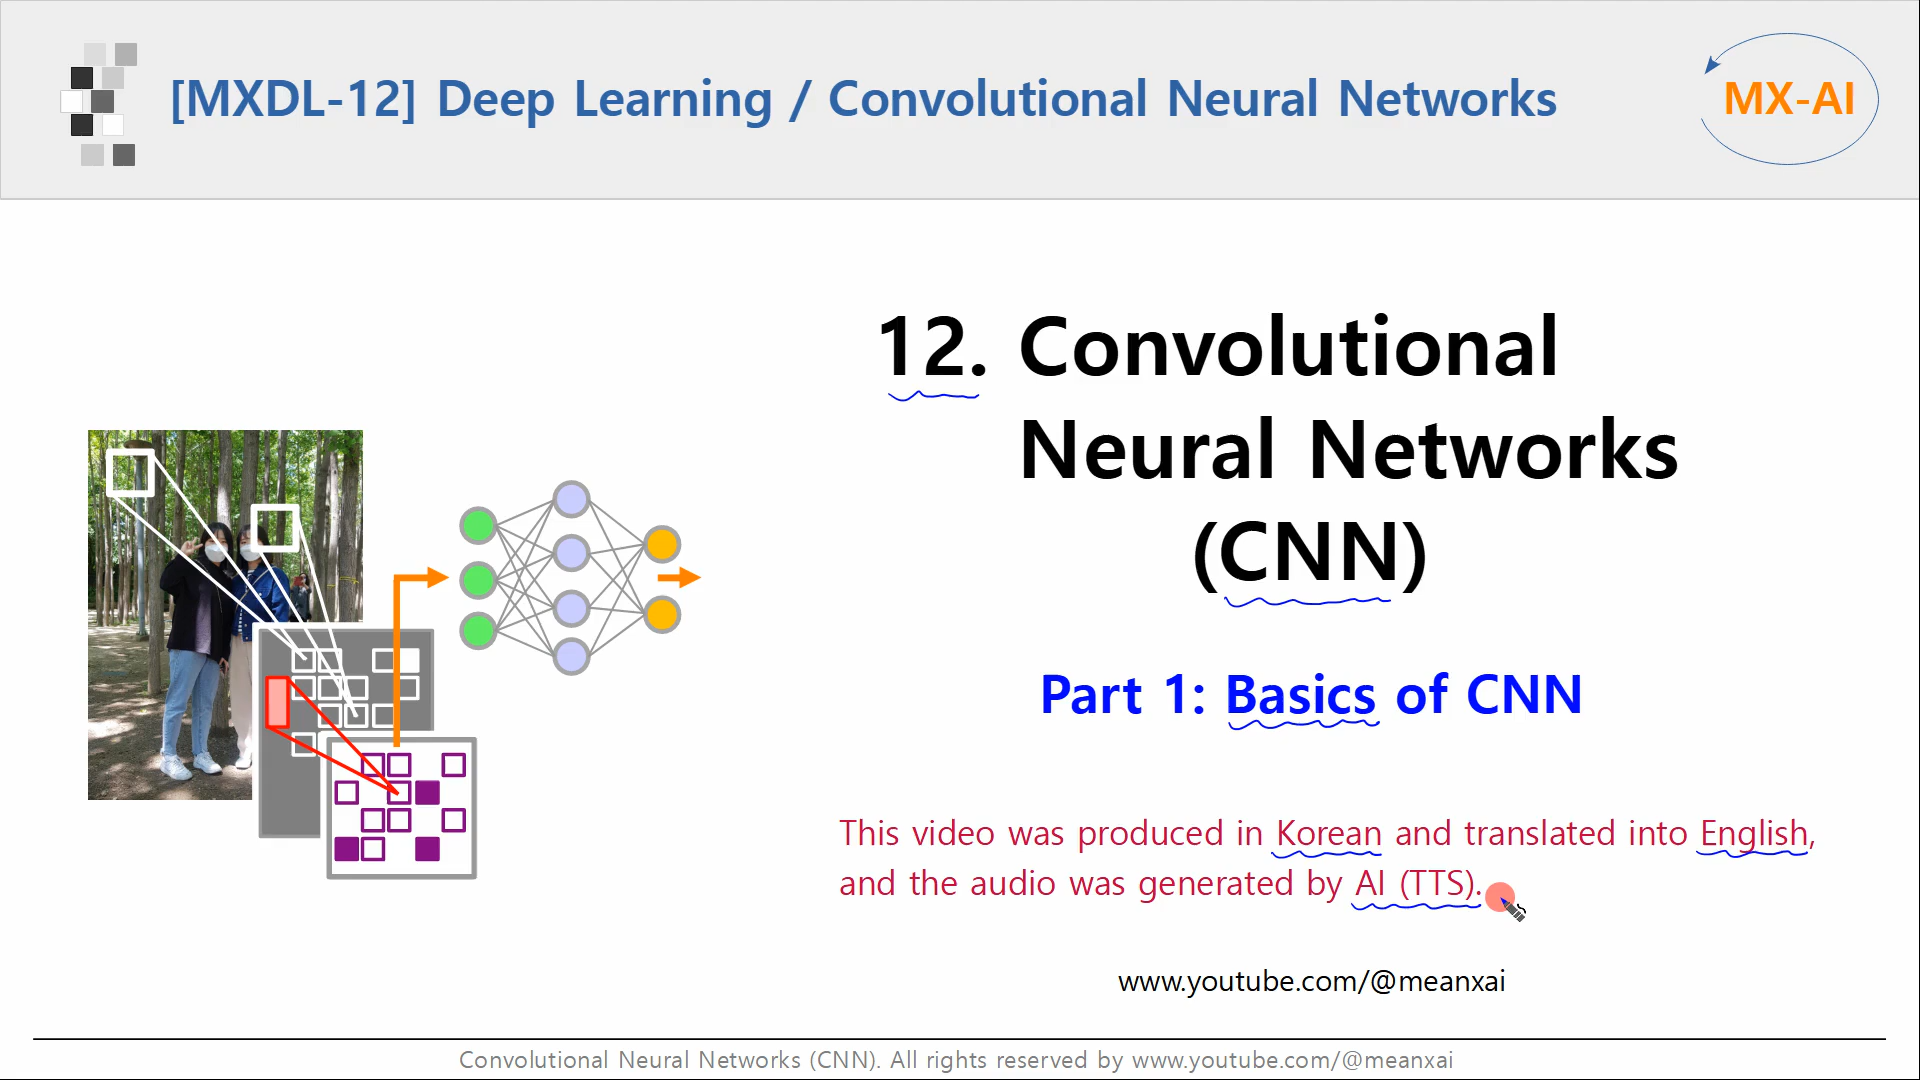 [MXDL-12] Deep Learning / Convolutional Neural Networks
MX-AI
12. Convolutional
Neural Networks
(CNN)
Part 1: Basics of CNN
This video was produced in Korean and translated into English,
and the audio was generated by AI (TTS).
www.youtube.com/@meanxai
Convolutional Neural Networks (CNN). All rights reserved by www.youtube.com/@meanxai